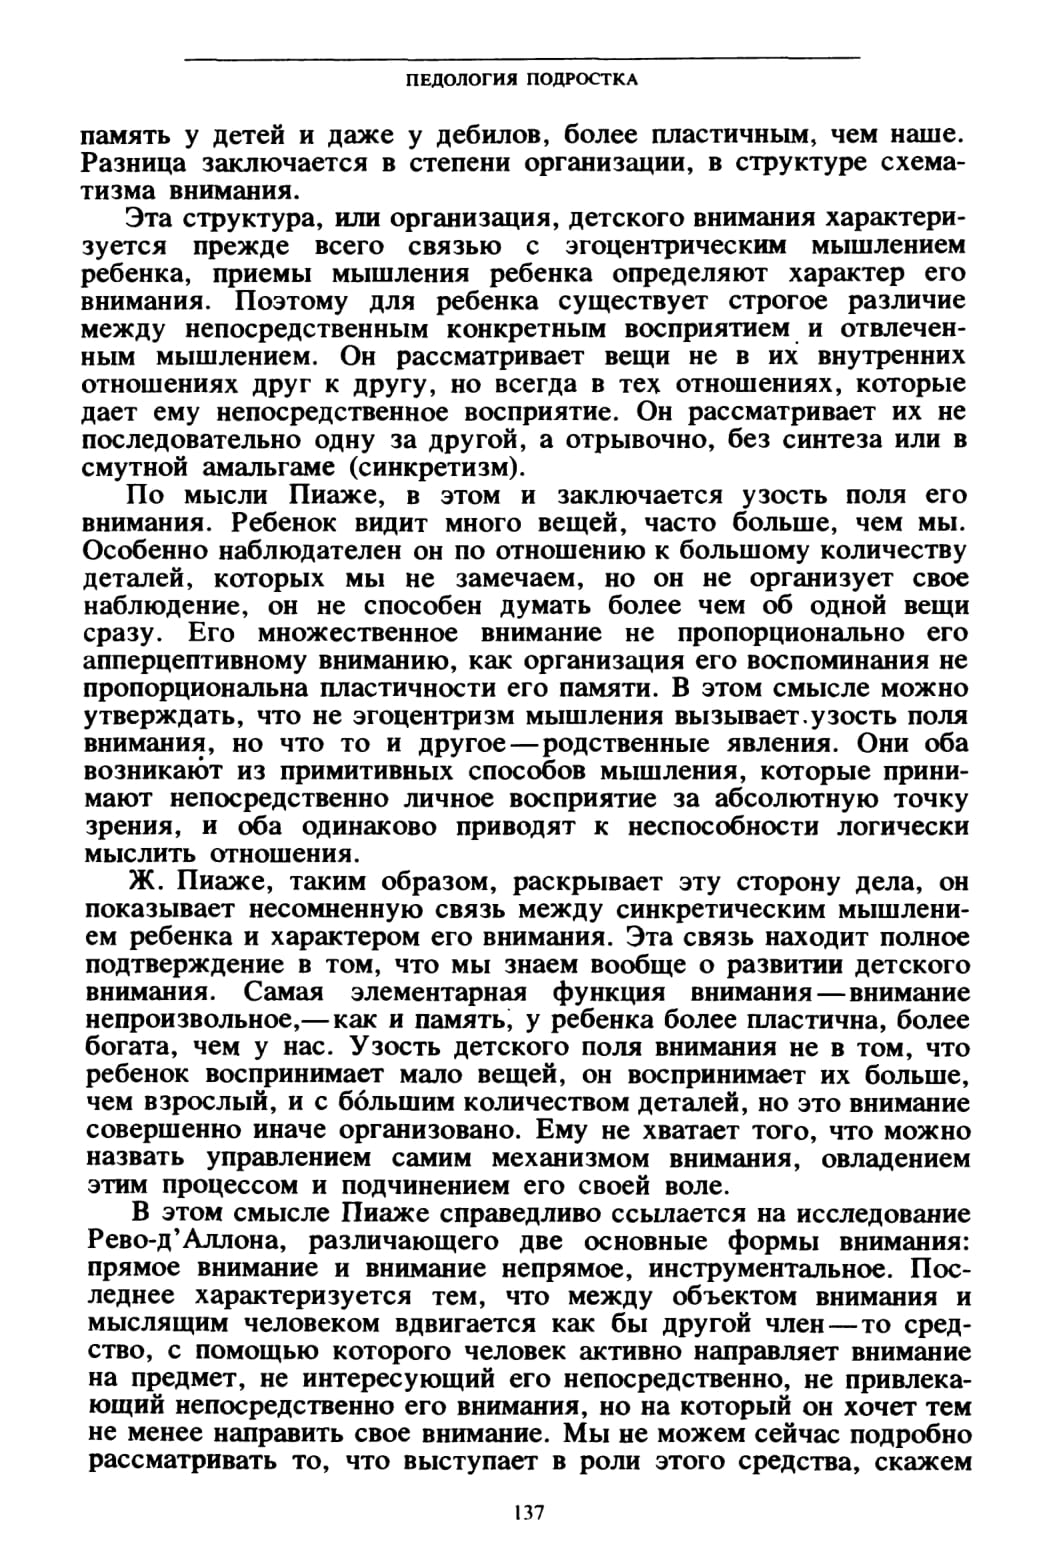 ПЕДОЛОГИЯ ПОДРОСТКА
память у детей и даже у дебилов, более пластичным, чем наше.
Разница заключается в степени организации, в структуре схема-
тизма внимания.
Эта структура, или организация, детского внимания характери-
зуется прежде всего связью с эгоцентрическим мышлением
ребенка, приемы мышления ребенка определяют характер его
внимания. Поэтому для ребенка существует строгое различие
между непосредственным конкретным восприятием и отвлечен-
ным мышлением. Он рассматривает вещи не в их внутренних
отношениях друг к другу, но всегда в тех отношениях, которые
дает ему непосредственное восприятие. Он рассматривает их не
последовательно одну за другой, а отрывочно, без синтеза или в
смутной амальгаме (синкретизм).
По мысли Пиаже, в этом и заключается узость поля его
внимания. Ребенок видит много вещей, часто больше, чем мы.
Особенно наблюдателен он по отношению к большому количеству
деталей, которых мы не замечаем, но он не организует свое
наблюдение, он не способен думать более чем об одной вещи
сразу. Его множественное внимание не пропорционально его
апперцептивному вниманию, как организация его воспоминания не
пропорциональна пластичности его памяти. В этом смысле можно
утверждать, что не эгоцентризм мышления вызывает узость поля
внимания, но что то и другое — родственные явления. Они оба
возникают из примитивных способов мышления, которые прини-
мают непосредственно личное восприятие за абсолютную точку
зрения, и оба одинаково приводят к неспособности логически
мыслить отношения.
Ж. Пиаже, таким образом, раскрывает эту сторону дела, он
показывает несомненную связь между синкретическим мышлени-
ем ребенка и характером его внимания. Эта связь находит полное
подтверждение в том, что мы знаем вообще о развитии детского
внимания. Самая элементарная функция внимания — внимание
непроизвольное,— как и память, у ребенка более пластична, более
богата, чем у нас. Узость детского поля внимания не в том, что
ребенок воспринимает мало вещей, он воспринимает их больше,
чем взрослый, и с бо́льшим количеством деталей, но это внимание
совершенно иначе организовано. Ему не хватает того, что можно
назвать управлением самим механизмом внимания, овладением
этим процессом и подчинением его своей воле.
В этом смысле Пиаже справедливо ссылается на исследование
Рево-д’Аллона, различающего две основные формы внимания:
прямое внимание и внимание непрямое, инструментальное. Пос-
леднее характеризуется тем, что между объектом внимания и
мыслящим человеком вдвигается как бы другой член — то сред-
ство, с помощью которого человек активно направляет внимание
на предмет, не интересующий его непосредственно, не привлека-
ющий непосредственно его внимания, но на который он хочет тем
не менее направить свое внимание. Мы не можем сейчас подробно
рассматривать то, что выступает в роли этого средства, скажем
137